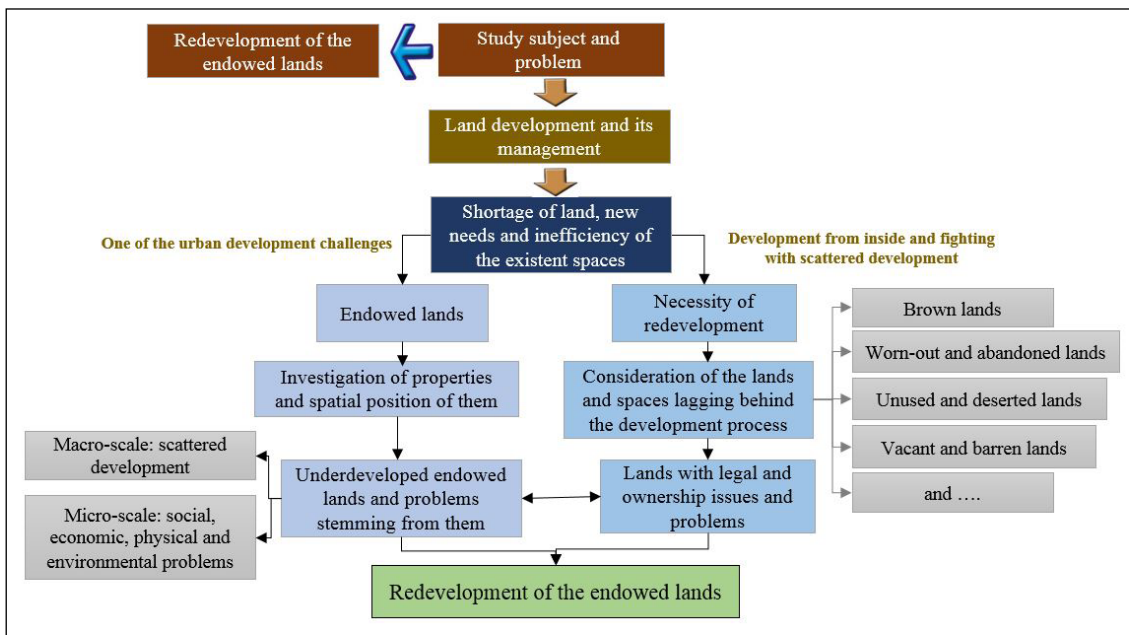 Redevelopment of the
endowed lands
Study subject and
problem
Land development and its
management
Shortage of land, new
needs and inefficiency of
the existent spaces
One of the urban development challenges
Development from inside and fighting
with scattered development
Endowed lands
Necessity of
redevelopment
Brown lands
Worn-out and abandoned lands
Unused and deserted lands
Vacant and barren lands
and ....
Investigation of properties
and spatial position of them
Consideration of the lands
and spaces lagging behind
the development process
Macro-scale: scattered
development
Micro-scale: social,
economic, physical and
environmental problems
Underdeveloped endowed
lands and problems
stemming from them
Lands with legal and
ownership issues and
problems
Redevelopment of the endowed lands